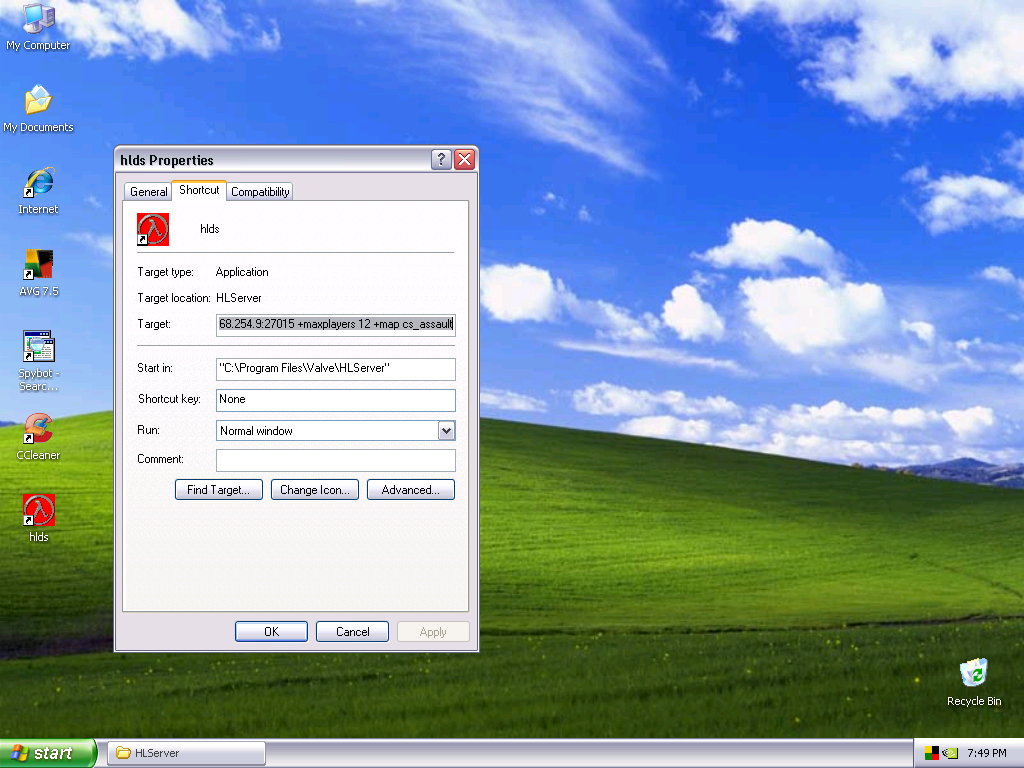 My Computer
My Documents
Internet
AVG 7.5
Spybot -
Searc...
CCleaner
hlds
hlds Properties
?
General
Shortcut
Compatibility
hlds
Target type: Application
Target location: HLServer
Target: 68.254.9:27015 +maxplayers 12 +map cs_assault
Start in: "C:\Program Files\Valve\HLServer"
Shortcut key: None
Run: Normal window
Comment:
Find Target...
Change Icon...
Advanced...
OK
Cancel
Apply
Recycle Bin
start
HLServer
7:49 PM